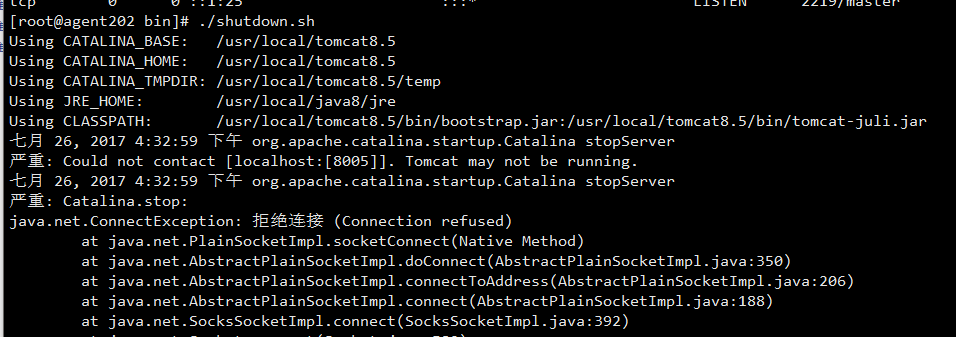 tcp 0 0 ::1:25 :::* LISTEN 2219/master
[root@agent202 bin]# ./shutdown.sh
Using CATALINA_BASE: /usr/local/tomcat8.5
Using CATALINA_HOME: /usr/local/tomcat8.5
Using CATALINA_TMPDIR: /usr/local/tomcat8.5/temp
Using JRE_HOME: /usr/local/java8/jre
Using CLASSPATH: /usr/local/tomcat8.5/bin/bootstrap.jar:/usr/local/tomcat8.5/bin/tomcat-juli.jar
七月 26, 2017 4:32:59 下午 org.apache.catalina.startup.Catalina stopServer
严重: Could not contact [localhost:[8005]]. Tomcat may not be running.
七月 26, 2017 4:32:59 下午 org.apache.catalina.startup.Catalina stopServer
严重: Catalina.stop:
java.net.ConnectException: 拒绝连接 (Connection refused)
at java.net.PlainSocketImpl.socketConnect(Native Method)
at java.net.AbstractPlainSocketImpl.doConnect(AbstractPlainSocketImpl.java:350)
at java.net.AbstractPlainSocketImpl.connectToAddress(AbstractPlainSocketImpl.java:206)
at java.net.AbstractPlainSocketImpl.connect(AbstractPlainSocketImpl.java:188)
at java.net.SocksSocketImpl.connect(SocksSocketImpl.java:392)